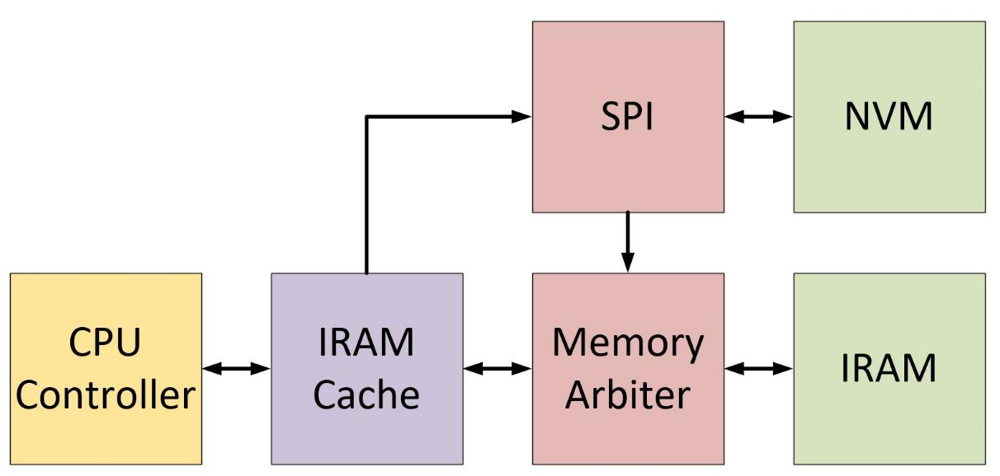 SPI
NVM
CPU
Controller
IRAM
Cache
Memory
Arbiter
IRAM